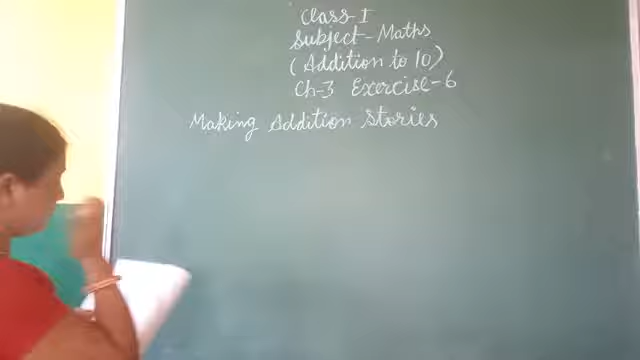 Class-I
Subject-Maths
(Addition to 10)
Ch-3 Exercise-6
Making Addition Stories